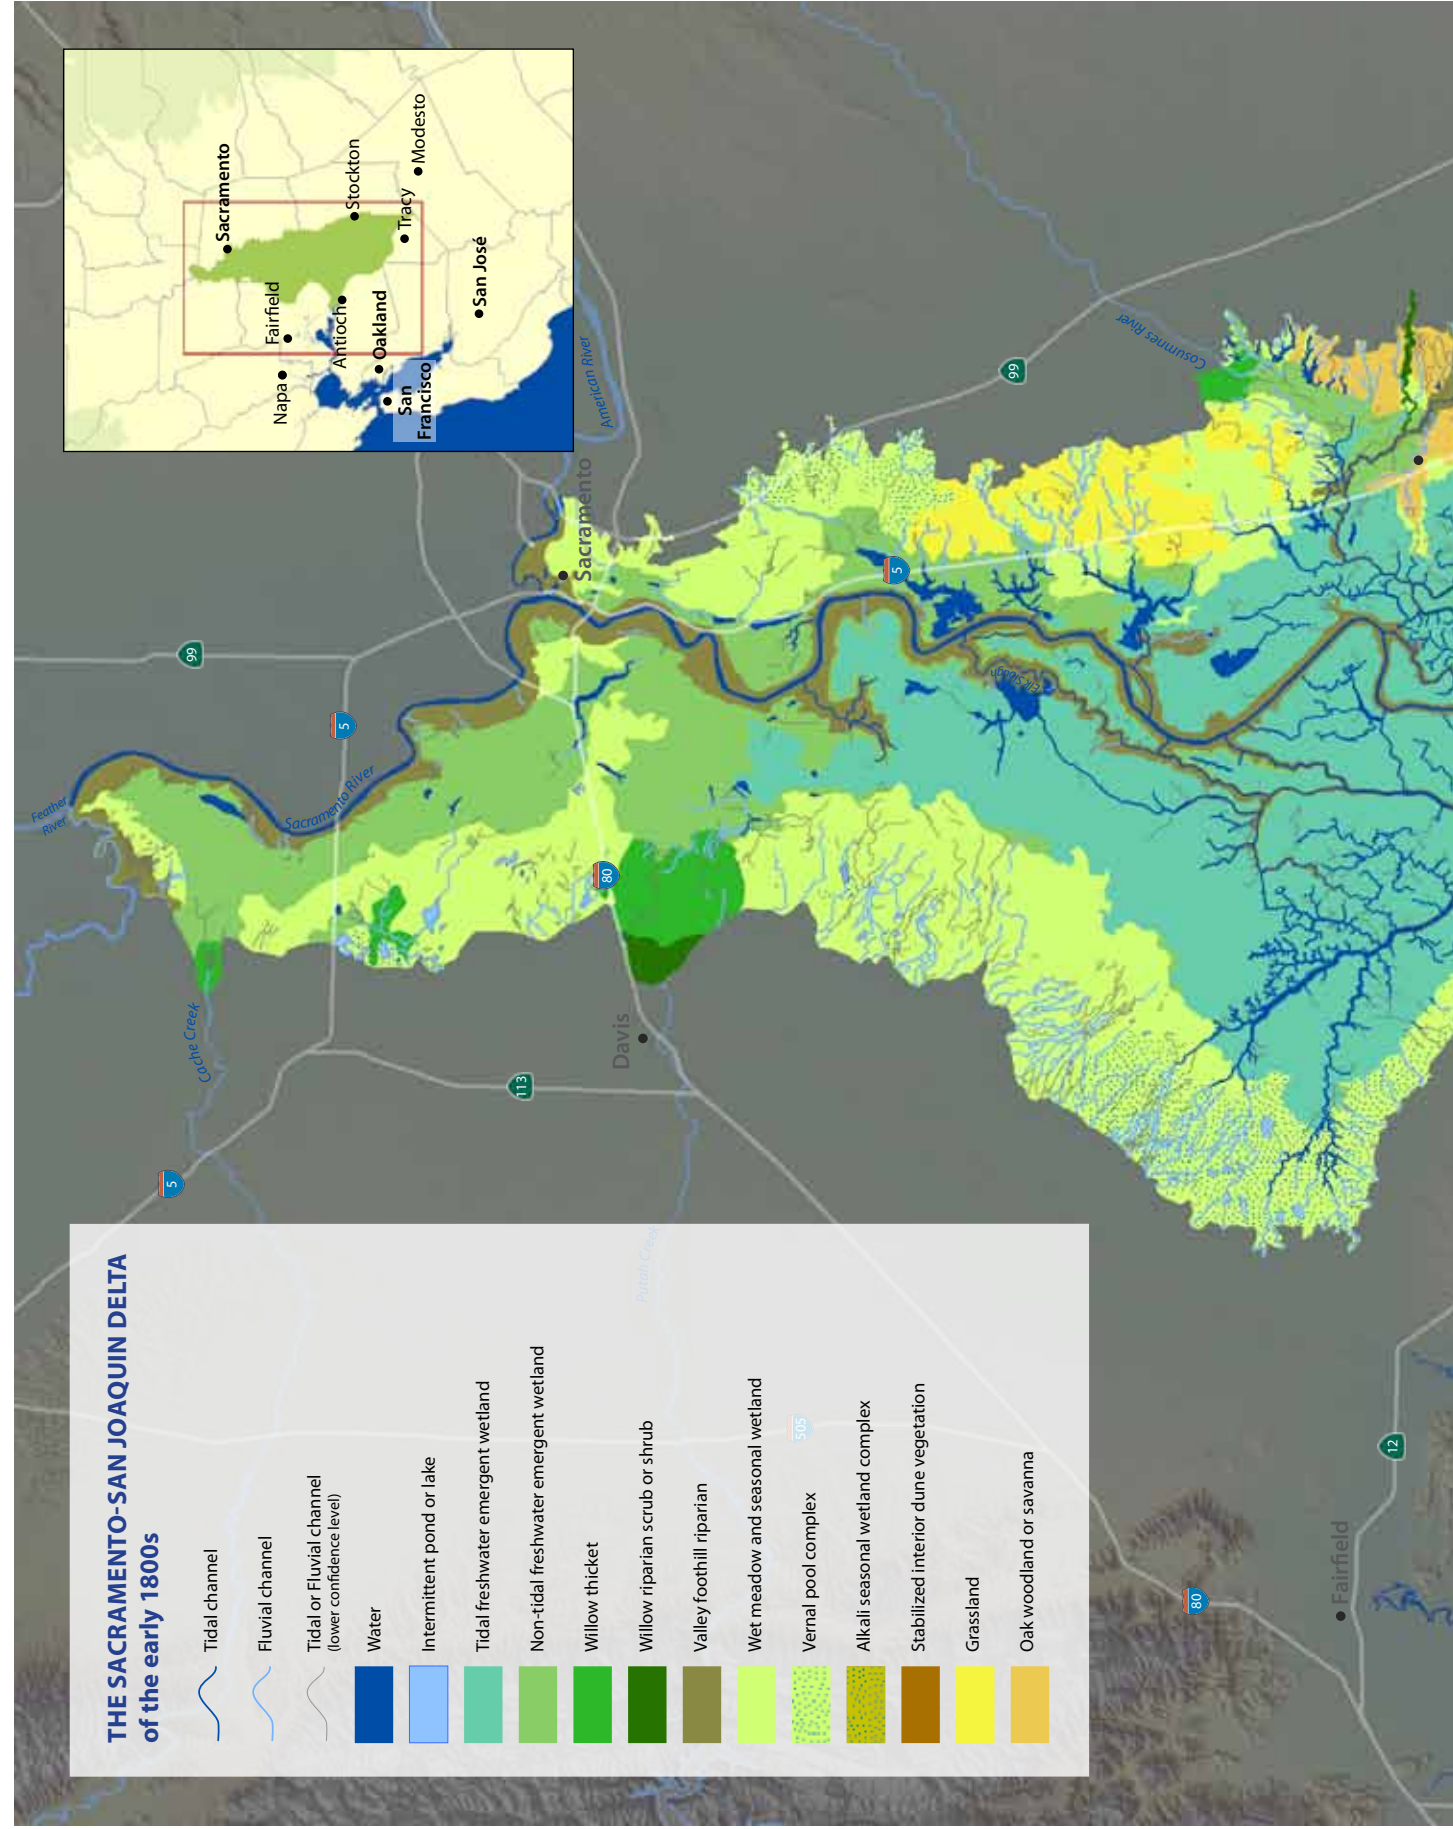 THE SACRAMENTO-SAN JOAQUIN DELTA
of the early 1800s
Tidal channel
Fluvial channel
Tidal or Fluvial channel
(lower confidence level)
Water
Intermittent pond or lake
Tidal freshwater emergent wetland
Non-tidal freshwater emergent wetland
Willow thicket
Willow riparian scrub or shrub
Valley foothill riparian
Wet meadow and seasonal wetland
Vernal pool complex
Alkali seasonal wetland complex
Stabilized interior dune vegetation
Grassland
Oak woodland or savanna
Napa
Fairfield
Sacramento
Antioch
Stockton
Oakland
Tracy
Modesto
San
Francisco
San José
Feather
River
Sacramento River
Cache Creek
Putah Creek
American River
Cosumnes River
Elk Slough
Sacramento
Davis
Fairfield
5
5
5
99
99
113
80
80
505
12